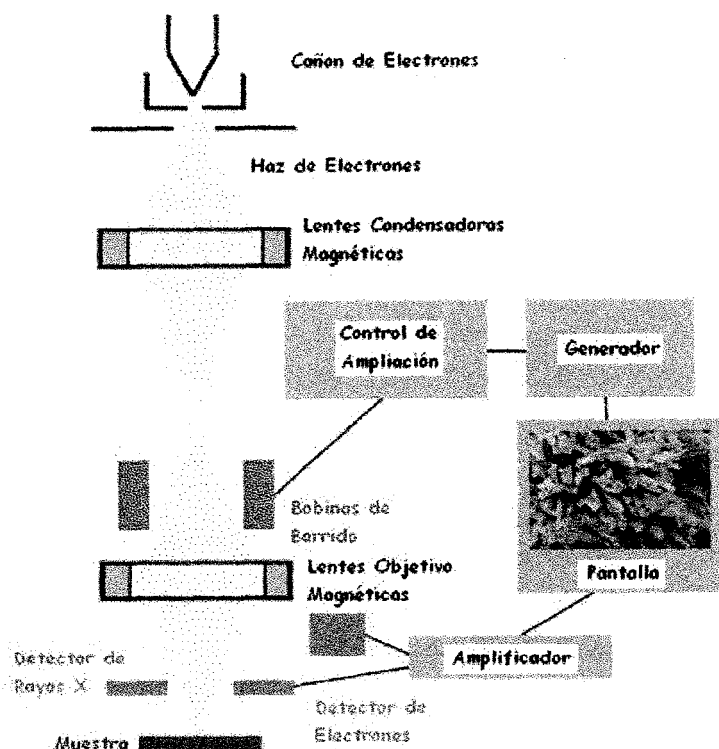 Cañon de Electrones
Haz de Electrones
Lentes Condensadoras
Magnéticas
Control de
Ampliación
Generador
Bobinas de
Barrido
Lentes Objetivo
Magnéticas
Pantalla
Detector de
Rayos X
Amplificador
Detector de
Electrones
Muestra